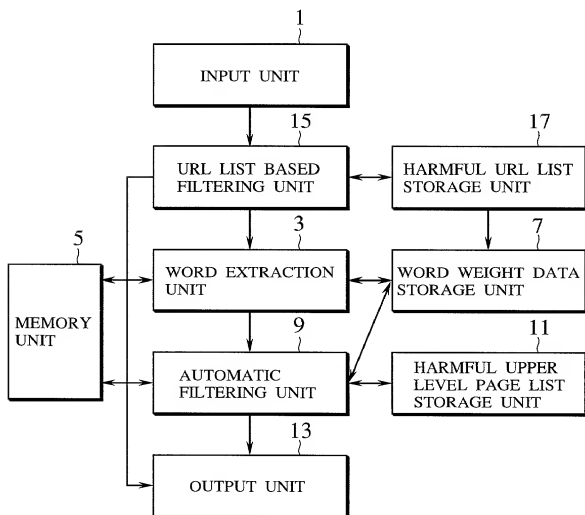 1
INPUT UNIT
15
URL LIST BASED
FILTERING UNIT
17
HARMFUL URL LIST
STORAGE UNIT
5
MEMORY
UNIT
3
WORD EXTRACTION
UNIT
7
WORD WEIGHT DATA
STORAGE UNIT
9
AUTOMATIC
FILTERING UNIT
11
HARMFUL UPPER
LEVEL PAGE LIST
STORAGE UNIT
13
OUTPUT UNIT